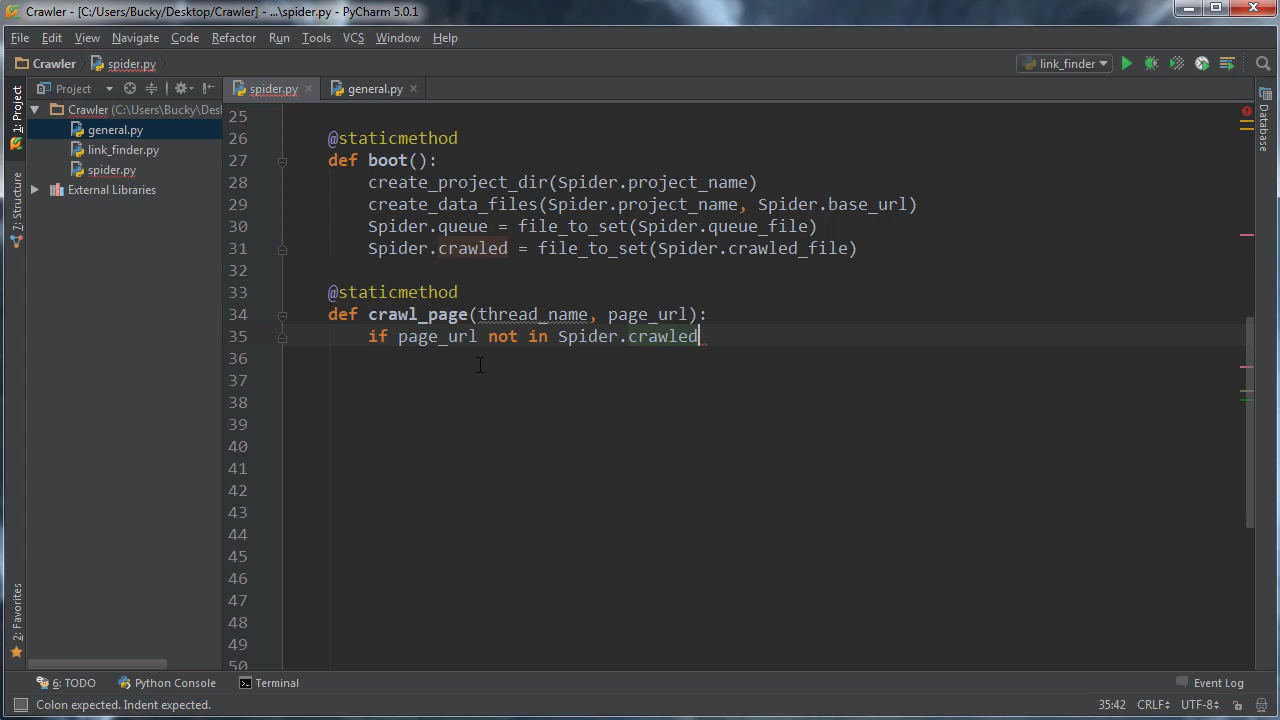 Crawler - [C:/Users/Bucky/Desktop/Crawler] - ...\spider.py - PyCharm 5.0.1
File Edit View Navigate Code Refactor Run Tools VCS Window Help
Crawler spider.py link_finder
1: Project
7: Structure
2: Favorites
Project
Crawler (C:\Users\Bucky\Des
general.py
link_finder.py
spider.py
External Libraries
spider.py general.py
25
26 @staticmethod
27 def boot():
28 create_project_dir(Spider.project_name)
29 create_data_files(Spider.project_name, Spider.base_url)
30 Spider.queue = file_to_set(Spider.queue_file)
31 Spider.crawled = file_to_set(Spider.crawled_file)
32
33 @staticmethod
34 def crawl_page(thread_name, page_url):
35 if page_url not in Spider.crawled
36
37
38
39
40
41
42
43
44
45
46
47
48
49
50
Database
6: TODO Python Console Terminal Event Log
Colon expected. Indent expected. 35:42 CRLF UTF-8